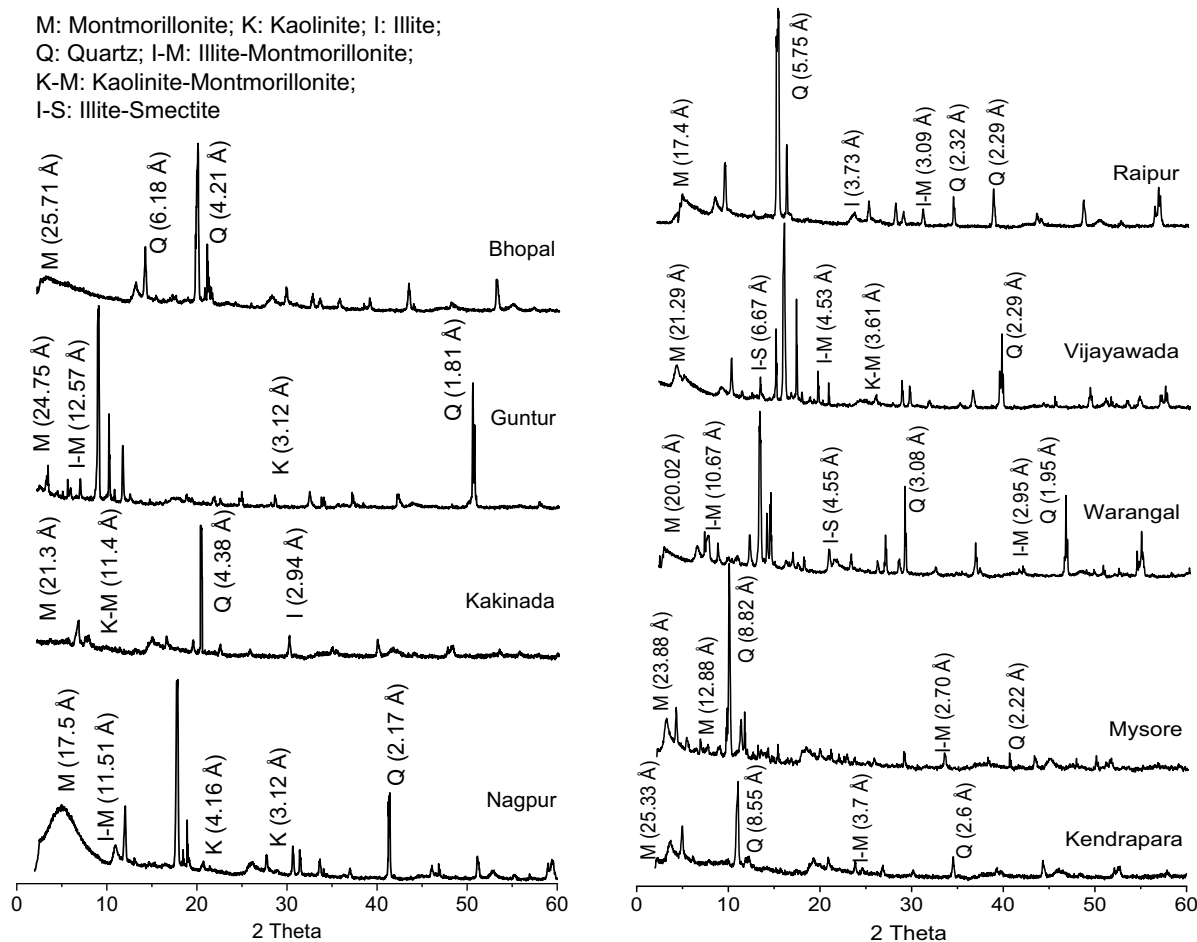 M: Montmorillonite; K: Kaolinite; I: Illite;
Q: Quartz; I-M: Illite-Montmorillonite;
K-M: Kaolinite-Montmorillonite;
I-S: Illite-Smectite
M (25.71 Å)
Q (6.18 Å)
Q (4.21 Å)
Bhopal
M (24.75 Å)
I-M (12.57 Å)
K (3.12 Å)
Q (1.81 Å)
Guntur
M (21.3 Å)
K-M (11.4 Å)
Q (4.38 Å)
I (2.94 Å)
Kakinada
M (17.5 Å)
I-M (11.51 Å)
K (4.16 Å)
K (3.12 Å)
Q (2.17 Å)
Nagpur
0 10 20 30 40 50 60
2 Theta
M (17.4 Å)
Q (5.75 Å)
I (3.73 Å)
I-M (3.09 Å)
Q (2.32 Å)
Q (2.29 Å)
Raipur
M (21.29 Å)
I-S (6.67 Å)
I-M (4.53 Å)
K-M (3.61 Å)
Q (2.29 Å)
Vijayawada
M (20.02 Å)
I-M (10.67 Å)
I-S (4.55 Å)
Q (3.08 Å)
I-M (2.95 Å)
Q (1.95 Å)
Warangal
M (23.88 Å)
M (12.88 Å)
Q (8.82 Å)
I-M (2.70 Å)
Q (2.22 Å)
Mysore
M (25.33 Å)
Q (8.55 Å)
I-M (3.7 Å)
Q (2.6 Å)
Kendrapara
0 10 20 30 40 50 60
2 Theta